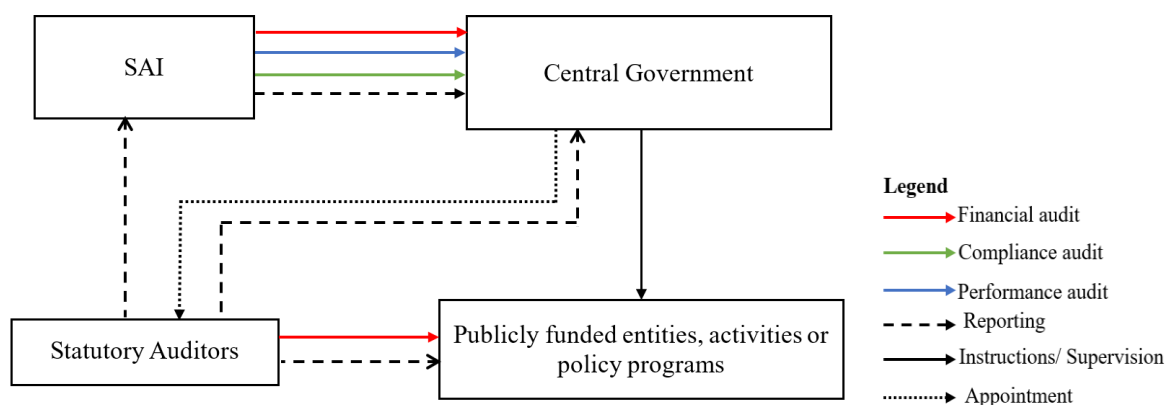 SAI
Central Government
Statutory Auditors
Publicly funded entities, activities or
policy programs
Legend
Financial audit
Compliance audit
Performance audit
Reporting
Instructions/ Supervision
Appointment